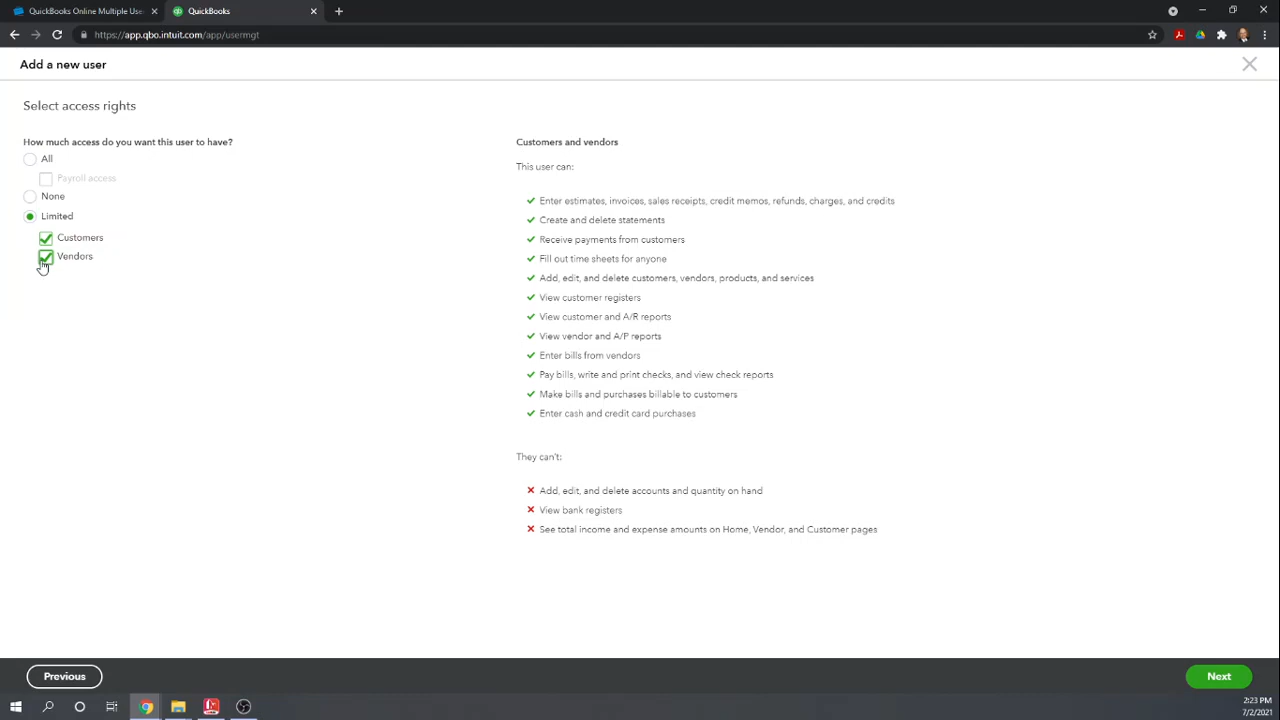 QuickBooks Online Multiple Use
QuickBooks
https://app.qbo.intuit.com/app/usermgt
Add a new user
Select access rights
How much access do you want this user to have?
All
Payroll access
None
Limited
Customers
Vendors
Customers and vendors
This user can:
Enter estimates, invoices, sales receipts, credit memos, refunds, charges, and credits
Create and delete statements
Receive payments from customers
Fill out time sheets for anyone
Add, edit, and delete customers, vendors, products, and services
View customer registers
View customer and A/R reports
View vendor and A/P reports
Enter bills from vendors
Pay bills, write and print checks, and view check reports
Make bills and purchases billable to customers
Enter cash and credit card purchases
They can't:
Add, edit, and delete accounts and quantity on hand
View bank registers
See total income and expense amounts on Home, Vendor, and Customer pages
Previous
Next
2:23 PM
7/2/2021